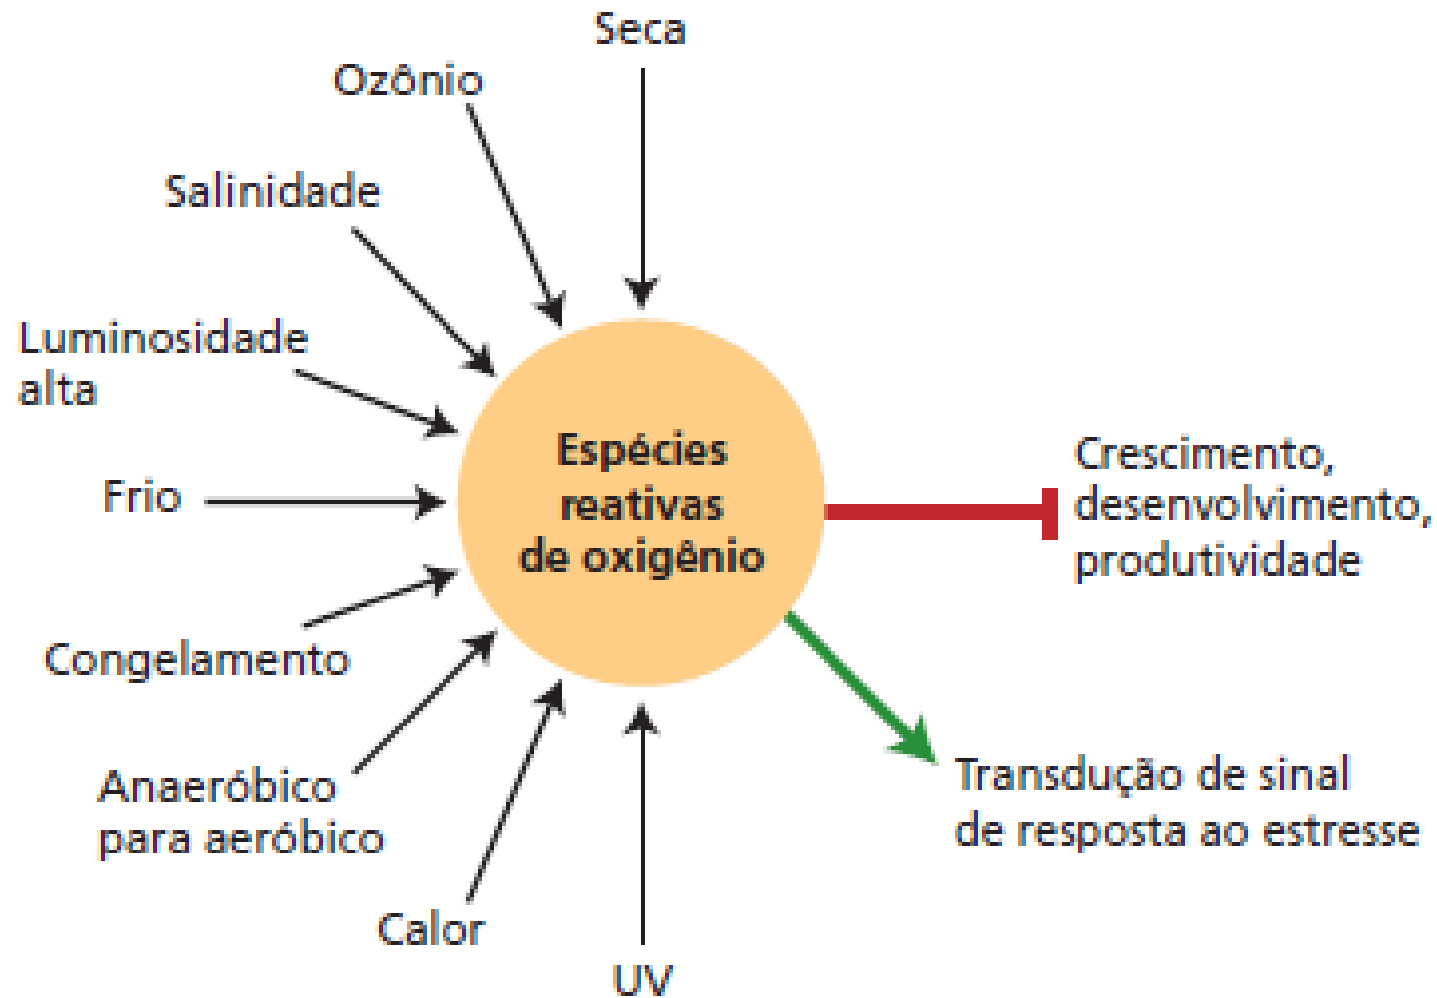 Seca
Ozônio
Salinidade
Luminosidade
alta
Frio
Congelamento
Anaeróbico
para aeróbico
Calor
UV
Espécies
reativas
de oxigênio
Crescimento,
desenvolvimento,
produtividade
Transdução de sinal
de resposta ao estresse